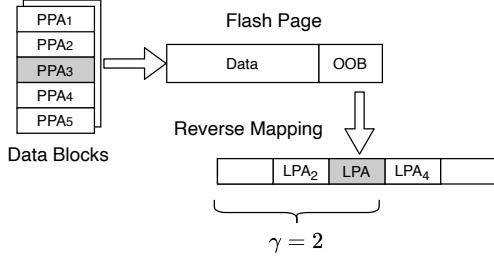 Flash Page
PPA1
PPA2
PPA3
PPA4
PPA5
Data
OOB
Data Blocks
Reverse Mapping
LPA₂
LPA
LPA₄
γ = 2